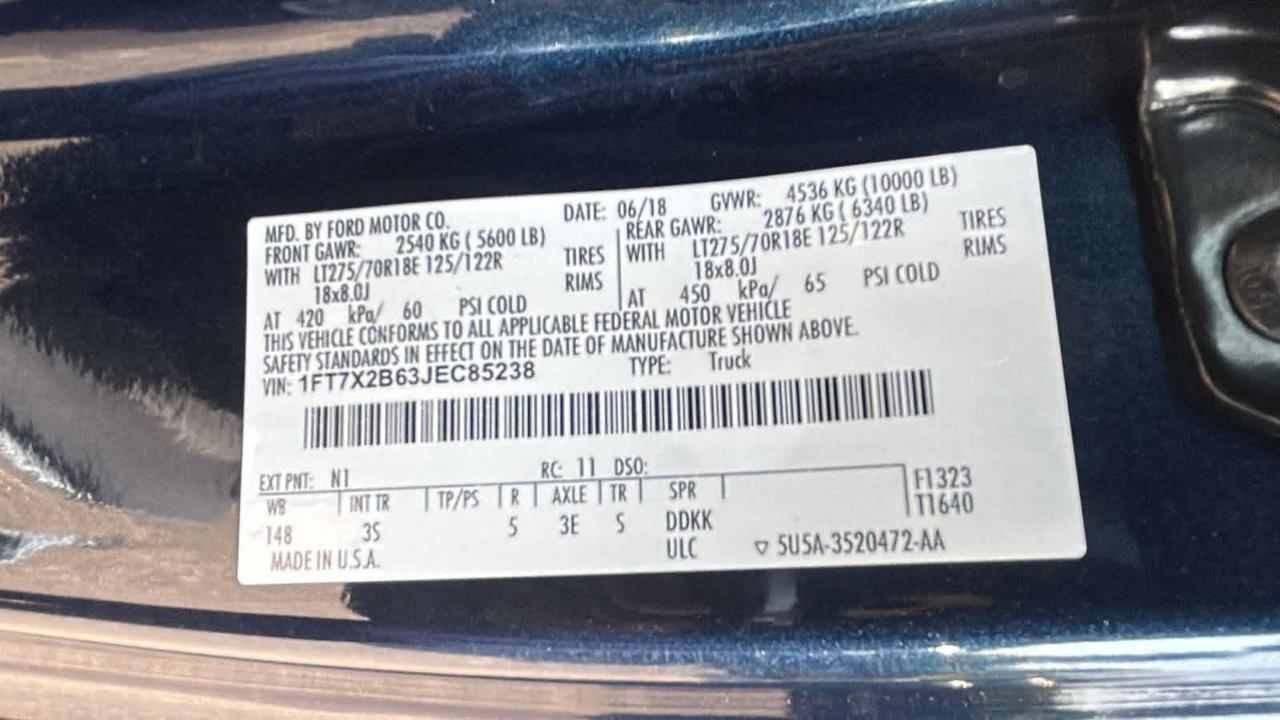 MFD. BY FORD MOTOR CO. DATE: 06/18 GVWR: 4536 KG (10000 LB)
FRONT GAWR: 2540 KG ( 5600 LB) REAR GAWR: 2876 KG ( 6340 LB)
WITH LT275/70R18E 125/122R TIRES WITH LT275/70R18E 125/122R TIRES
18x8.0J RIMS 18x8.0J RIMS
AT 420 kPa/ 60 PSI COLD AT 450 kPa/ 65 PSI COLD
THIS VEHICLE CONFORMS TO ALL APPLICABLE FEDERAL MOTOR VEHICLE
SAFETY STANDARDS IN EFFECT ON THE DATE OF MANUFACTURE SHOWN ABOVE.
VIN: 1FT7X2B63JEC85238 TYPE: Truck
EXT PNT: N1 RC: 11 DSO:
WB INT TR TP/PS R AXLE TR SPR F1323
148 3S 5 3E S DDKK T1640
MADE IN U.S.A. ULC ▽ 5U5A-3520472-AA